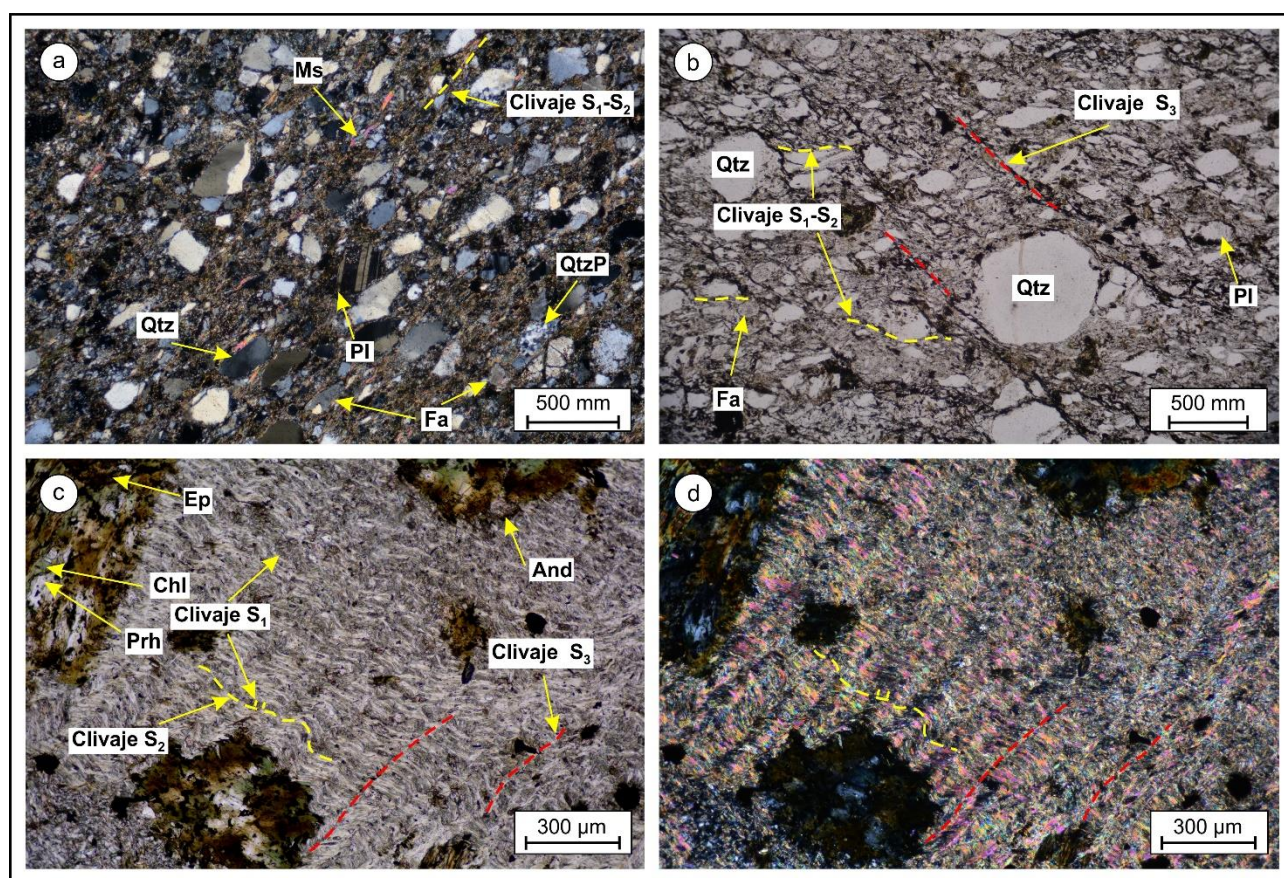 a
Ms
Clivaje S₁-S₂
QtzP
Qtz
Pl
Fa
500 mm
b
Clivaje S₃
Qtz
Clivaje S₁-S₂
Qtz
Pl
Fa
500 mm
c
Ep
Chl
And
Clivaje S₁
Prh
Clivaje S₃
Clivaje S₂
300 µm
d
300 µm